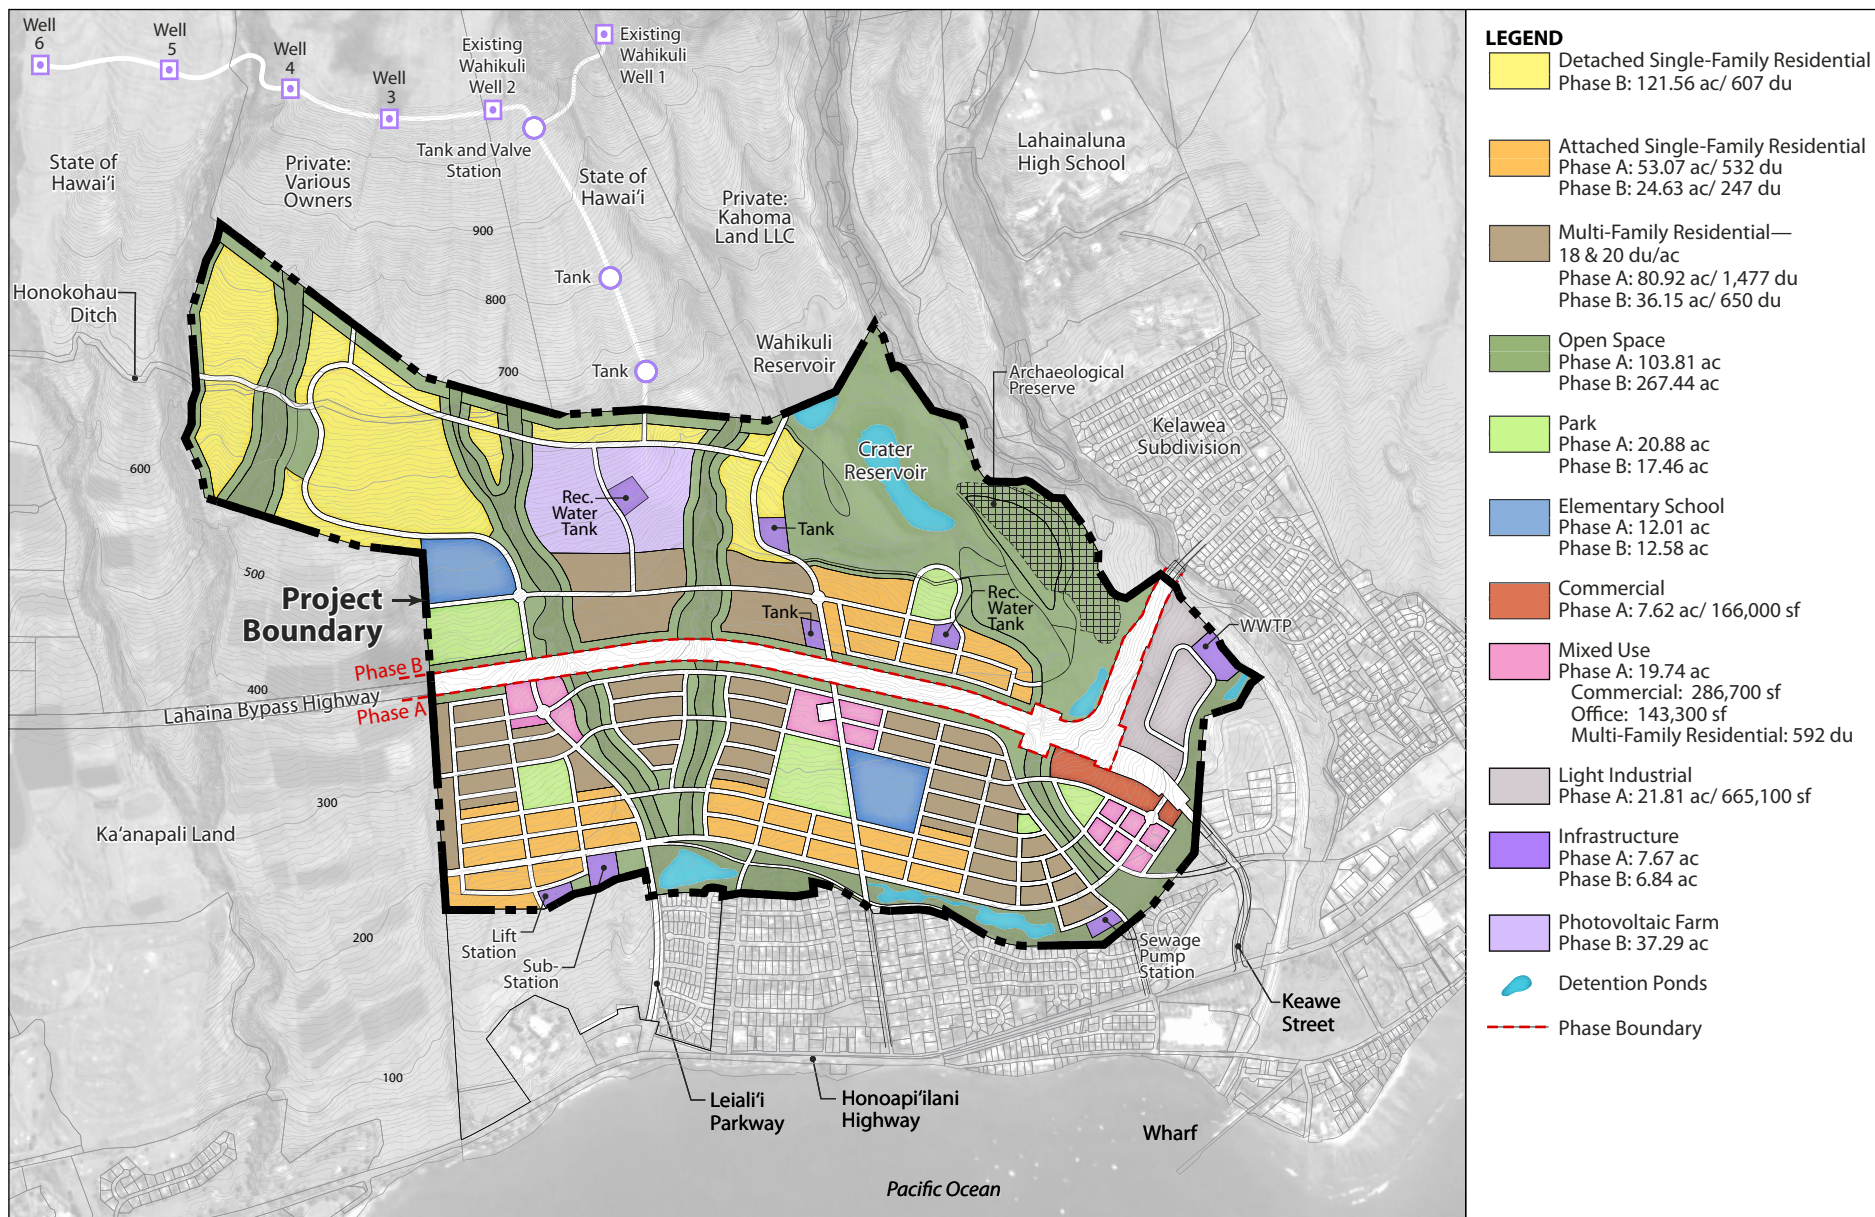 Well
6
Well
5
Well
4
Well
3
Existing
Wahikuli
Well 2
Existing
Wahikuli
Well 1
Tank and Valve
Station
State of
Hawai‘i
Private:
Various
Owners
State of
Hawai‘i
Private:
Kahoma
Land LLC
Lahainaluna
High School
900
800
700
600
500
400
300
200
100
Honokohau
Ditch
Tank
Tank
Wahikuli
Reservoir
Archaeological
Preserve
Kelawea
Subdivision
Crater
Reservoir
Rec.
Water
Tank
Tank
Project
Boundary
Tank
Rec.
Water
Tank
WWTP
Phase B
Lahaina Bypass Highway
Phase A
Ka‘anapali Land
Lift
Station
Sub-
Station
Sewage
Pump
Station
Keawe
Street
Leiali‘i
Parkway
Honoapi‘ilani
Highway
Wharf
Pacific Ocean
LEGEND
Detached Single-Family Residential
Phase B: 121.56 ac/ 607 du
Attached Single-Family Residential
Phase A: 53.07 ac/ 532 du
Phase B: 24.63 ac/ 247 du
Multi-Family Residential—
18 & 20 du/ac
Phase A: 80.92 ac/ 1,477 du
Phase B: 36.15 ac/ 650 du
Open Space
Phase A: 103.81 ac
Phase B: 267.44 ac
Park
Phase A: 20.88 ac
Phase B: 17.46 ac
Elementary School
Phase A: 12.01 ac
Phase B: 12.58 ac
Commercial
Phase A: 7.62 ac/ 166,000 sf
Mixed Use
Phase A: 19.74 ac
Commercial: 286,700 sf
Office: 143,300 sf
Multi-Family Residential: 592 du
Light Industrial
Phase A: 21.81 ac/ 665,100 sf
Infrastructure
Phase A: 7.67 ac
Phase B: 6.84 ac
Photovoltaic Farm
Phase B: 37.29 ac
Detention Ponds
Phase Boundary